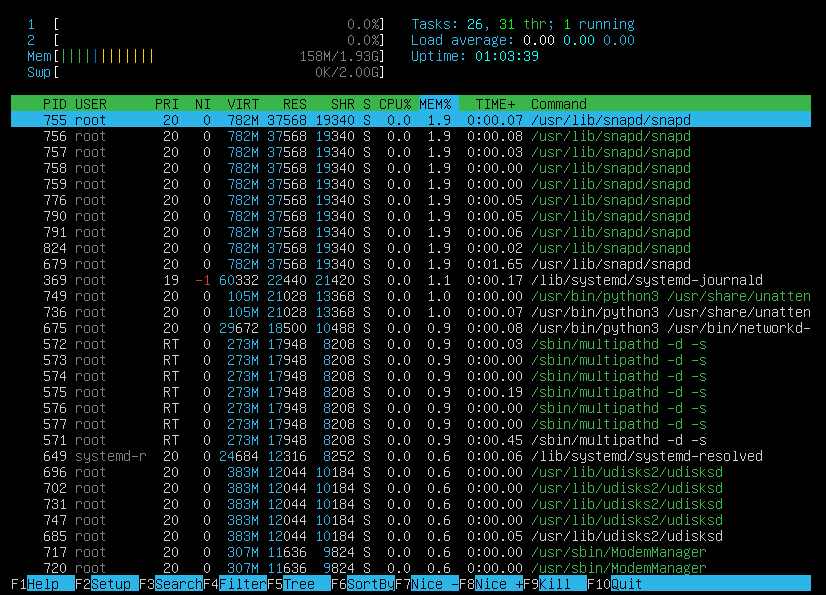 1 [ 0.0%] Tasks: 26, 31 thr; 1 running
2 [ 0.0%] Load average: 0.00 0.00 0.00
Mem[|||||||||||| 158M/1.93G] Uptime: 01:03:39
Swp[ 0K/2.00G]
PID USER PRI NI VIRT RES SHR S CPU% MEM% TIME+ Command
755 root 20 0 782M 37568 19340 S 0.0 1.9 0:00.07 /usr/lib/snapd/snapd
756 root 20 0 782M 37568 19340 S 0.0 1.9 0:00.08 /usr/lib/snapd/snapd
757 root 20 0 782M 37568 19340 S 0.0 1.9 0:00.03 /usr/lib/snapd/snapd
758 root 20 0 782M 37568 19340 S 0.0 1.9 0:00.00 /usr/lib/snapd/snapd
759 root 20 0 782M 37568 19340 S 0.0 1.9 0:00.00 /usr/lib/snapd/snapd
776 root 20 0 782M 37568 19340 S 0.0 1.9 0:00.05 /usr/lib/snapd/snapd
790 root 20 0 782M 37568 19340 S 0.0 1.9 0:00.05 /usr/lib/snapd/snapd
791 root 20 0 782M 37568 19340 S 0.0 1.9 0:00.06 /usr/lib/snapd/snapd
824 root 20 0 782M 37568 19340 S 0.0 1.9 0:00.02 /usr/lib/snapd/snapd
679 root 20 0 782M 37568 19340 S 0.0 1.9 0:01.65 /usr/lib/snapd/snapd
369 root 19 -1 60332 22440 21420 S 0.0 1.1 0:00.17 /lib/systemd/systemd-journald
749 root 20 0 105M 21028 13368 S 0.0 1.0 0:00.00 /usr/bin/python3 /usr/share/unatten
736 root 20 0 105M 21028 13368 S 0.0 1.0 0:00.07 /usr/bin/python3 /usr/share/unatten
675 root 20 0 29672 18500 10488 S 0.0 0.9 0:00.08 /usr/bin/python3 /usr/bin/networkd-
572 root RT 0 273M 17948 8208 S 0.0 0.9 0:00.03 /sbin/multipathd -d -s
573 root RT 0 273M 17948 8208 S 0.0 0.9 0:00.00 /sbin/multipathd -d -s
574 root RT 0 273M 17948 8208 S 0.0 0.9 0:00.00 /sbin/multipathd -d -s
575 root RT 0 273M 17948 8208 S 0.0 0.9 0:00.19 /sbin/multipathd -d -s
576 root RT 0 273M 17948 8208 S 0.0 0.9 0:00.00 /sbin/multipathd -d -s
577 root RT 0 273M 17948 8208 S 0.0 0.9 0:00.00 /sbin/multipathd -d -s
571 root RT 0 273M 17948 8208 S 0.0 0.9 0:00.45 /sbin/multipathd -d -s
649 systemd-r 20 0 24684 12316 8252 S 0.0 0.6 0:00.06 /lib/systemd/systemd-resolved
696 root 20 0 383M 12044 10184 S 0.0 0.6 0:00.00 /usr/lib/udisks2/udisksd
702 root 20 0 383M 12044 10184 S 0.0 0.6 0:00.00 /usr/lib/udisks2/udisksd
731 root 20 0 383M 12044 10184 S 0.0 0.6 0:00.00 /usr/lib/udisks2/udisksd
747 root 20 0 383M 12044 10184 S 0.0 0.6 0:00.00 /usr/lib/udisks2/udisksd
685 root 20 0 383M 12044 10184 S 0.0 0.6 0:00.05 /usr/lib/udisks2/udisksd
717 root 20 0 307M 11636 9824 S 0.0 0.6 0:00.00 /usr/sbin/ModemManager
720 root 20 0 307M 11636 9824 S 0.0 0.6 0:00.00 /usr/sbin/ModemManager
F1Help F2Setup F3SearchF4FilterF5Tree F6SortByF7Nice -F8Nice +F9Kill F10Quit